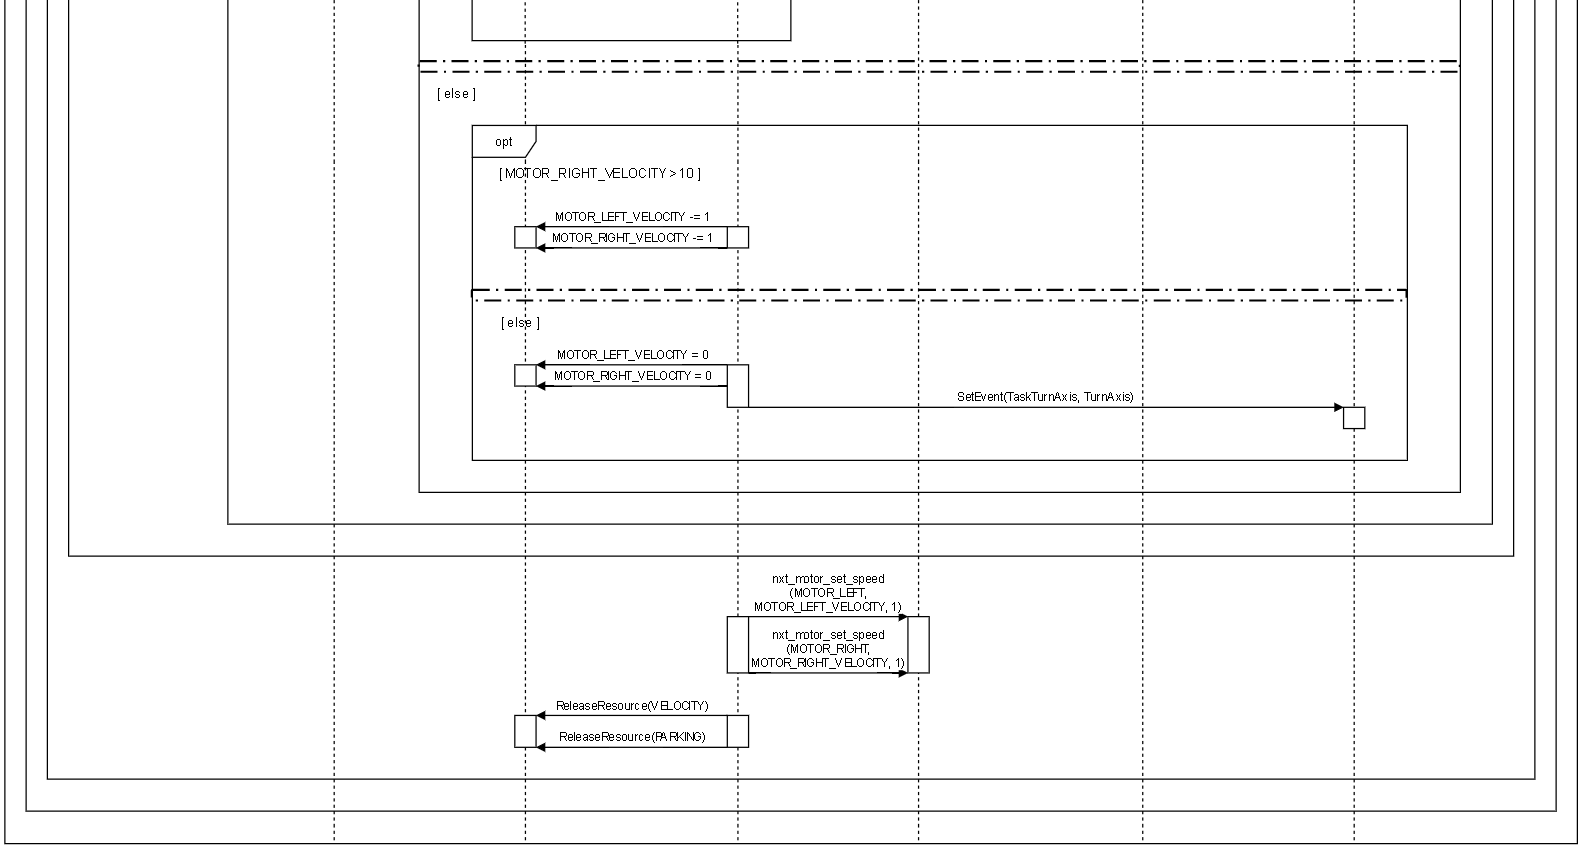 [ else ]
opt
[ MOTOR_RIGHT_VELOCITY > 10 ]
MOTOR_LEFT_VELOCITY -= 1
MOTOR_RIGHT_VELOCITY -= 1
[ else ]
MOTOR_LEFT_VELOCITY = 0
MOTOR_RIGHT_VELOCITY = 0
SetEvent(TaskTurnAxis, TurnAxis)
nxt_motor_set_speed
(MOTOR_LEFT,
MOTOR_LEFT_VELOCITY, 1)
nxt_motor_set_speed
(MOTOR_RIGHT,
MOTOR_RIGHT_VELOCITY, 1)
ReleaseResource(VELOCITY)
ReleaseResource(PARKING)